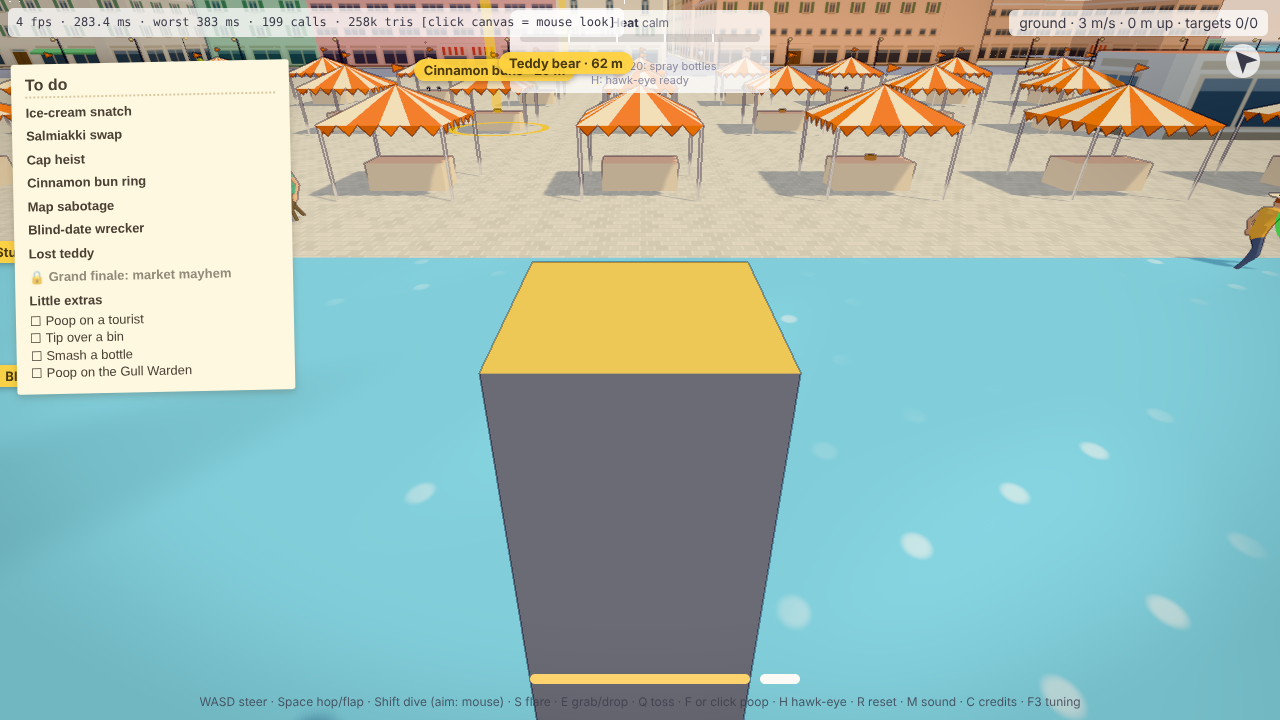 4 fps · 283.4 ms · worst 383 ms · 199 calls · 258k tris [click canvas = mouse look]
eat calm
ground · 3 m/s · 0 m up · targets 0/0
Teddy bear · 62 m
Cinnamon
20: spray bottles
H: hawk-eye ready
To do
Ice-cream snatch
Salmiakki swap
Cap heist
Cinnamon bun ring
Map sabotage
Blind-date wrecker
Lost teddy
🔒 Grand finale: market mayhem
Little extras
☐ Poop on a tourist
☐ Tip over a bin
☐ Smash a bottle
☐ Poop on the Gull Warden
WASD steer · Space hop/flap · Shift dive (aim: mouse) · S flare · E grab/drop · Q toss · F or click poop · H hawk-eye · R reset · M sound · C credits · F3 tuning